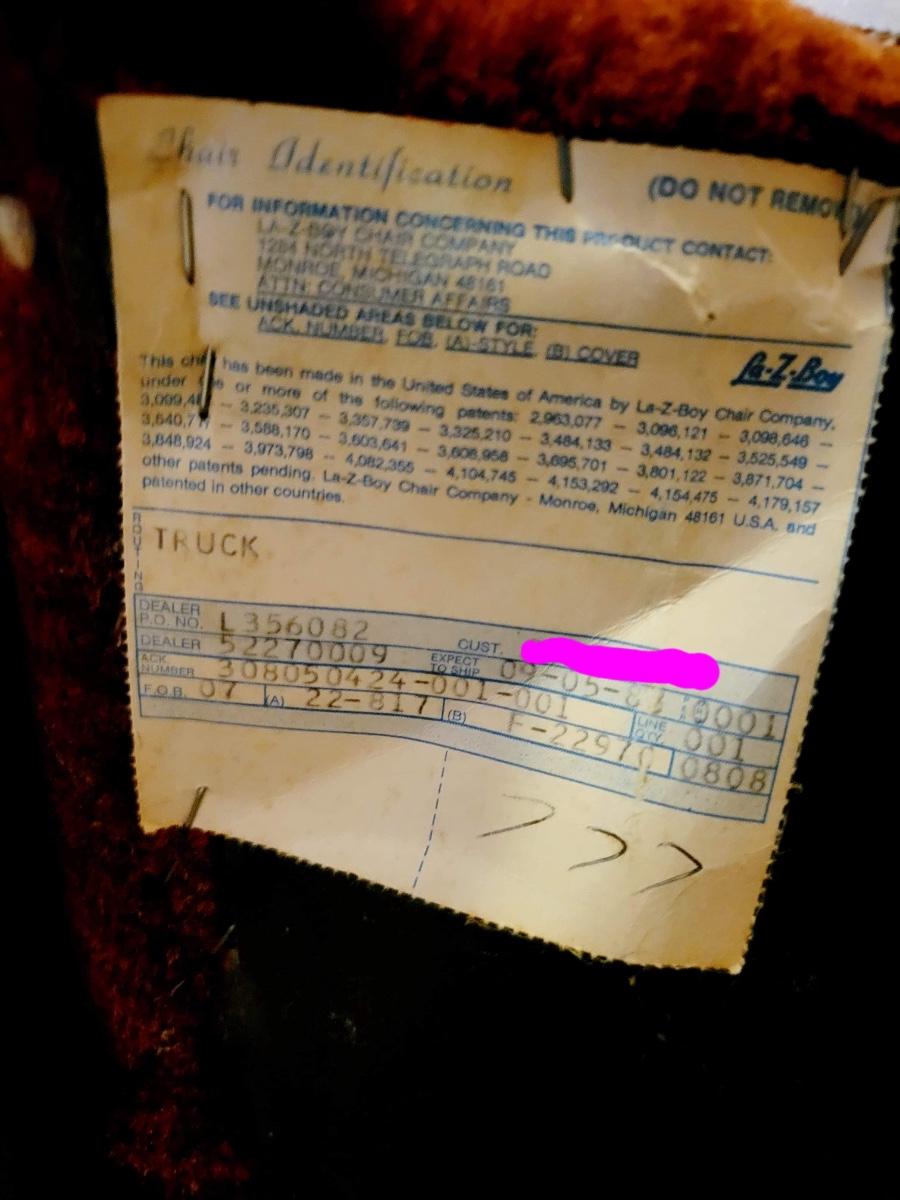 Chair Identification
(DO NOT REMOV
FOR INFORMATION CONCERNING THIS PRODUCT CONTACT:
LA-Z-BOY CHAIR COMPANY
1284 NORTH TELEGRAPH ROAD
MONROE, MICHIGAN 48161
ATTN: CONSUMER AFFAIRS
SEE UNSHADED AREAS BELOW FOR:
ACK. NUMBER, FOB, (A)-STYLE, (B) COVER
La-Z-Boy
This has been made in the United States of America by La-Z-Boy Chair Company,
under or more of the following patents: 2,963,077 – 3,096,121 – 3,098,646 –
– 3,235,307 – 3,357,739 – 3,325,210 – 3,484,133 – 3,484,132 – 3,525,549 –
– 3,588,170 – 3,603,641 – 3,608,958 – 3,695,701 – 3,801,122 – 3,871,704 –
3,848,924 – 3,973,798 – 4,082,355 – 4,104,745 – 4,153,292 – 4,154,475 – 4,179,157
other patents pending. La-Z-Boy Chair Company - Monroe, Michigan 48161 U.S.A. and
patented in other countries.
ROUTING
TRUCK
DEALER P.O. NO. L356082 CUST.
DEALER 52270009 EXPECT TO SHIP 09-05- 0001
ACK. NUMBER 308050424-001-001 LINE QTY. 001
F.O.B. 07 (A) 22-817 (B) F-2297 0808